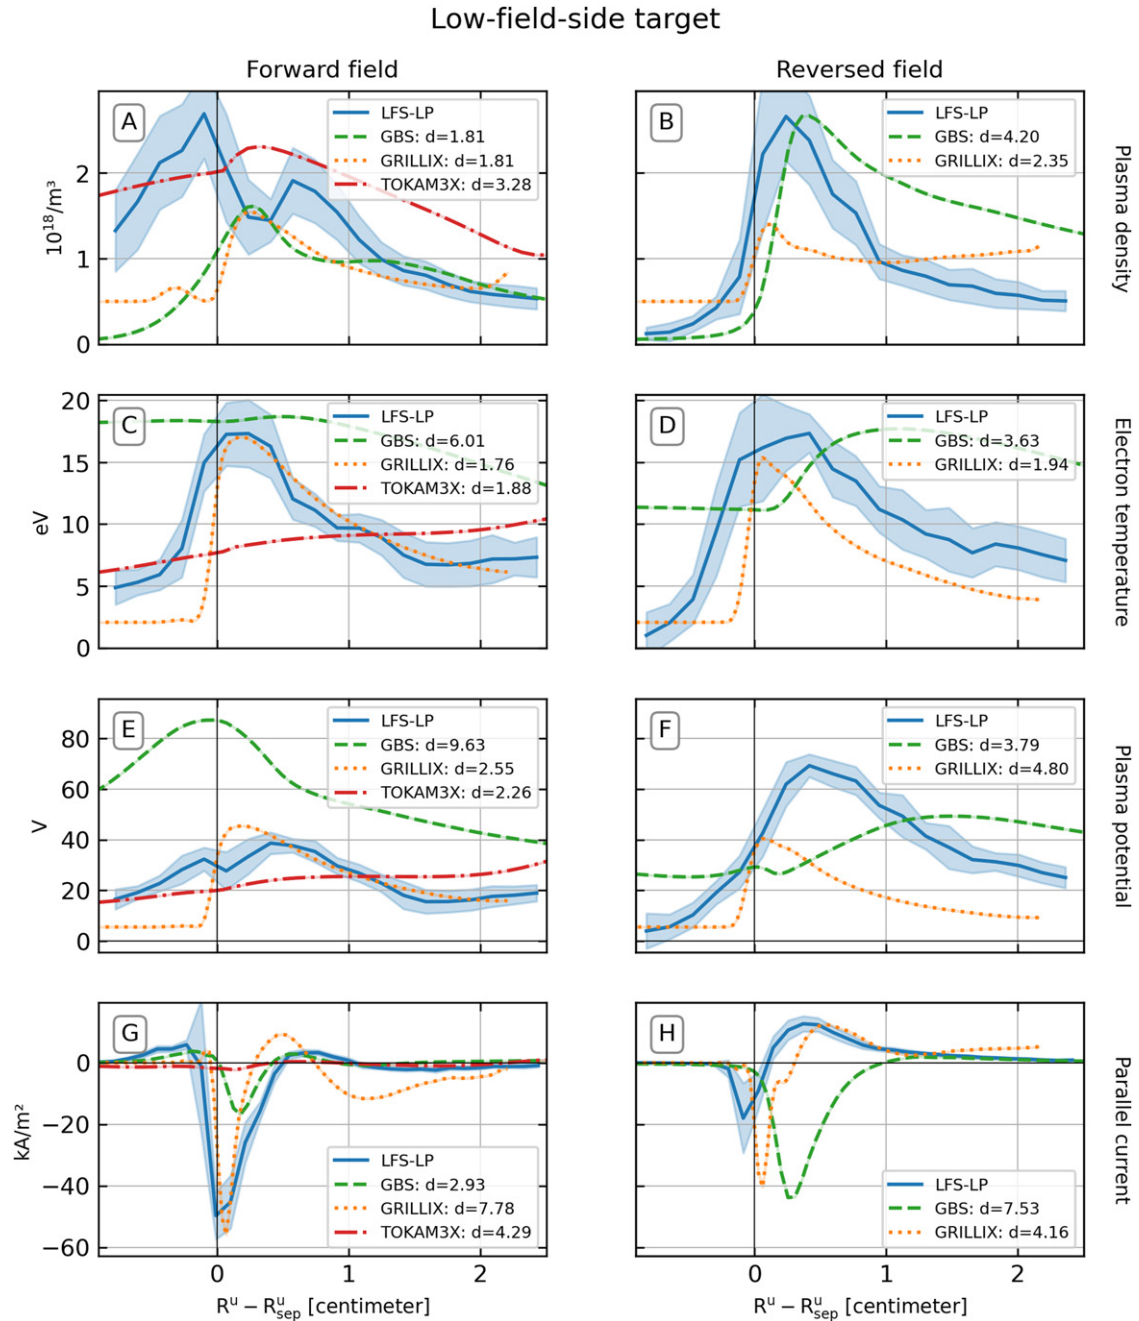 Low-field-side target
Forward field
Reversed field
A
LFS-LP
GBS: d=1.81
GRILLIX: d=1.81
TOKAM3X: d=3.28
2
1
0
10¹⁸/m³
B
LFS-LP
GBS: d=4.20
GRILLIX: d=2.35
Plasma density
C
LFS-LP
GBS: d=6.01
GRILLIX: d=1.76
TOKAM3X: d=1.88
20
15
10
5
0
eV
D
LFS-LP
GBS: d=3.63
GRILLIX: d=1.94
Electron temperature
E
LFS-LP
GBS: d=9.63
GRILLIX: d=2.55
TOKAM3X: d=2.26
80
60
40
20
0
V
F
LFS-LP
GBS: d=3.79
GRILLIX: d=4.80
Plasma potential
G
LFS-LP
GBS: d=2.93
GRILLIX: d=7.78
TOKAM3X: d=4.29
0
−20
−40
−60
kA/m²
H
LFS-LP
GBS: d=7.53
GRILLIX: d=4.16
Parallel current
0 1 2
0 1 2
Rᵘ − Rᵘsep [centimeter]
Rᵘ − Rᵘsep [centimeter]